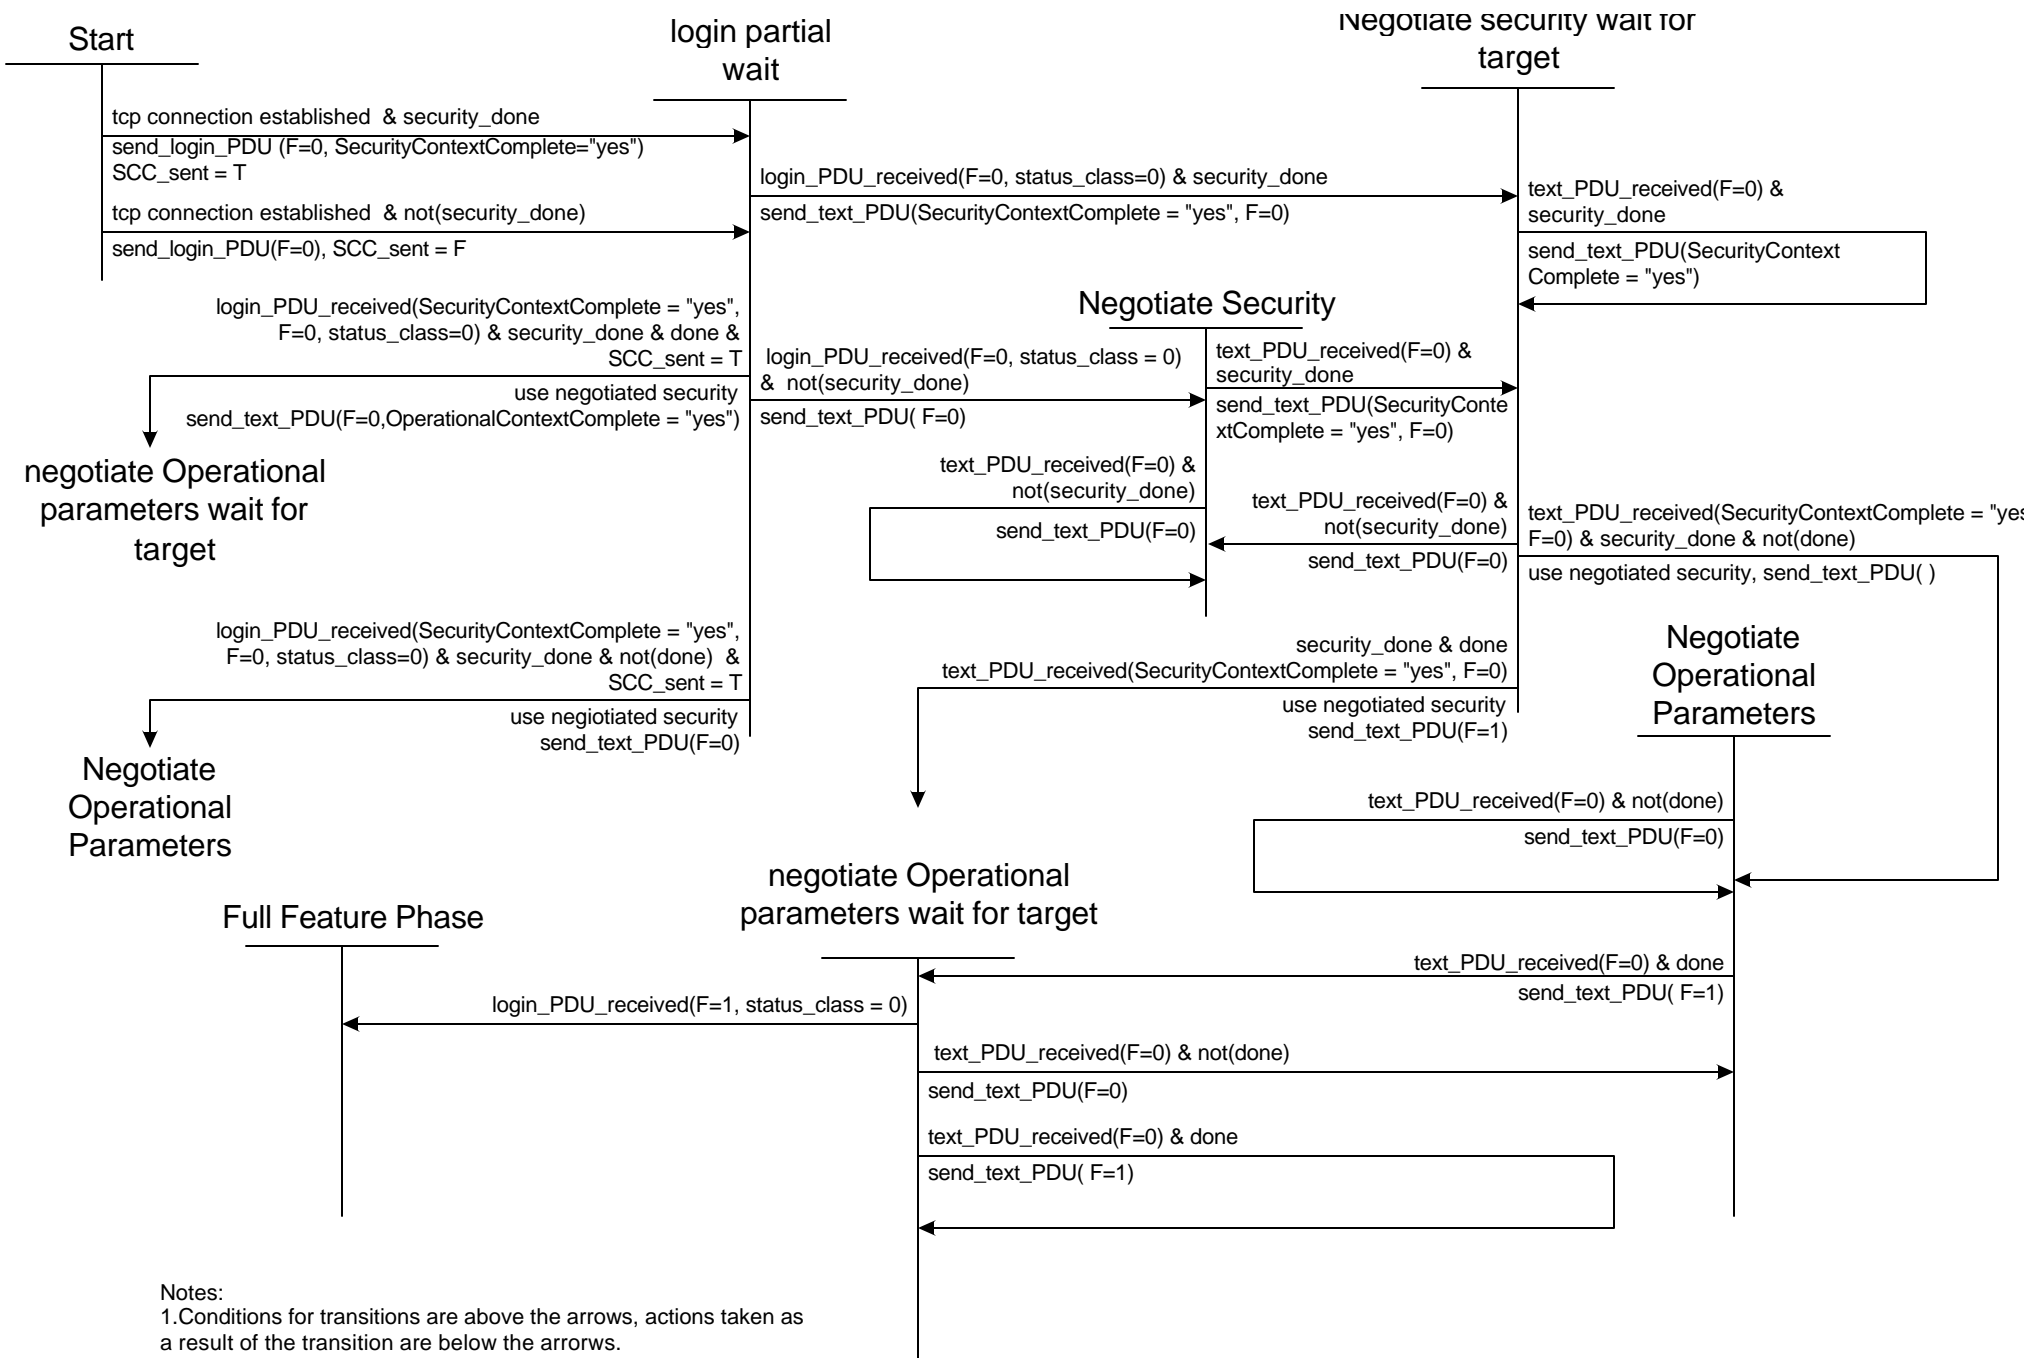 Start
login partial
wait
Negotiate security wait for
target
tcp connection established & security_done
send_login_PDU (F=0, SecurityContextComplete="yes")
SCC_sent = T
tcp connection established & not(security_done)
send_login_PDU(F=0), SCC_sent = F
login_PDU_received(F=0, status_class=0) & security_done
send_text_PDU(SecurityContextComplete = "yes", F=0)
text_PDU_received(F=0) &
security_done
send_text_PDU(SecurityContext
Complete = "yes")
login_PDU_received(SecurityContextComplete = "yes",
F=0, status_class=0) & security_done & done &
SCC_sent = T
use negotiated security
send_text_PDU(F=0,OperationalContextComplete = "yes")
negotiate Operational
parameters wait for
target
Negotiate Security
login_PDU_received(F=0, status_class = 0)
& not(security_done)
send_text_PDU( F=0)
text_PDU_received(F=0) &
security_done
send_text_PDU(SecurityConte
xtComplete = "yes", F=0)
text_PDU_received(F=0) &
not(security_done)
send_text_PDU(F=0)
text_PDU_received(F=0) &
not(security_done)
send_text_PDU(F=0)
text_PDU_received(SecurityContextComplete = "yes
F=0) & security_done & not(done)
use negotiated security, send_text_PDU( )
login_PDU_received(SecurityContextComplete = "yes",
F=0, status_class=0) & security_done & not(done) &
SCC_sent = T
use negiotiated security
send_text_PDU(F=0)
Negotiate
Operational
Parameters
security_done & done
text_PDU_received(SecurityContextComplete = "yes", F=0)
use negotiated security
send_text_PDU(F=1)
Negotiate
Operational
Parameters
text_PDU_received(F=0) & not(done)
send_text_PDU(F=0)
negotiate Operational
parameters wait for target
Full Feature Phase
text_PDU_received(F=0) & done
send_text_PDU( F=1)
login_PDU_received(F=1, status_class = 0)
text_PDU_received(F=0) & not(done)
send_text_PDU(F=0)
text_PDU_received(F=0) & done
send_text_PDU( F=1)
Notes:
1.Conditions for transitions are above the arrows, actions taken as
a result of the transition are below the arrorws.